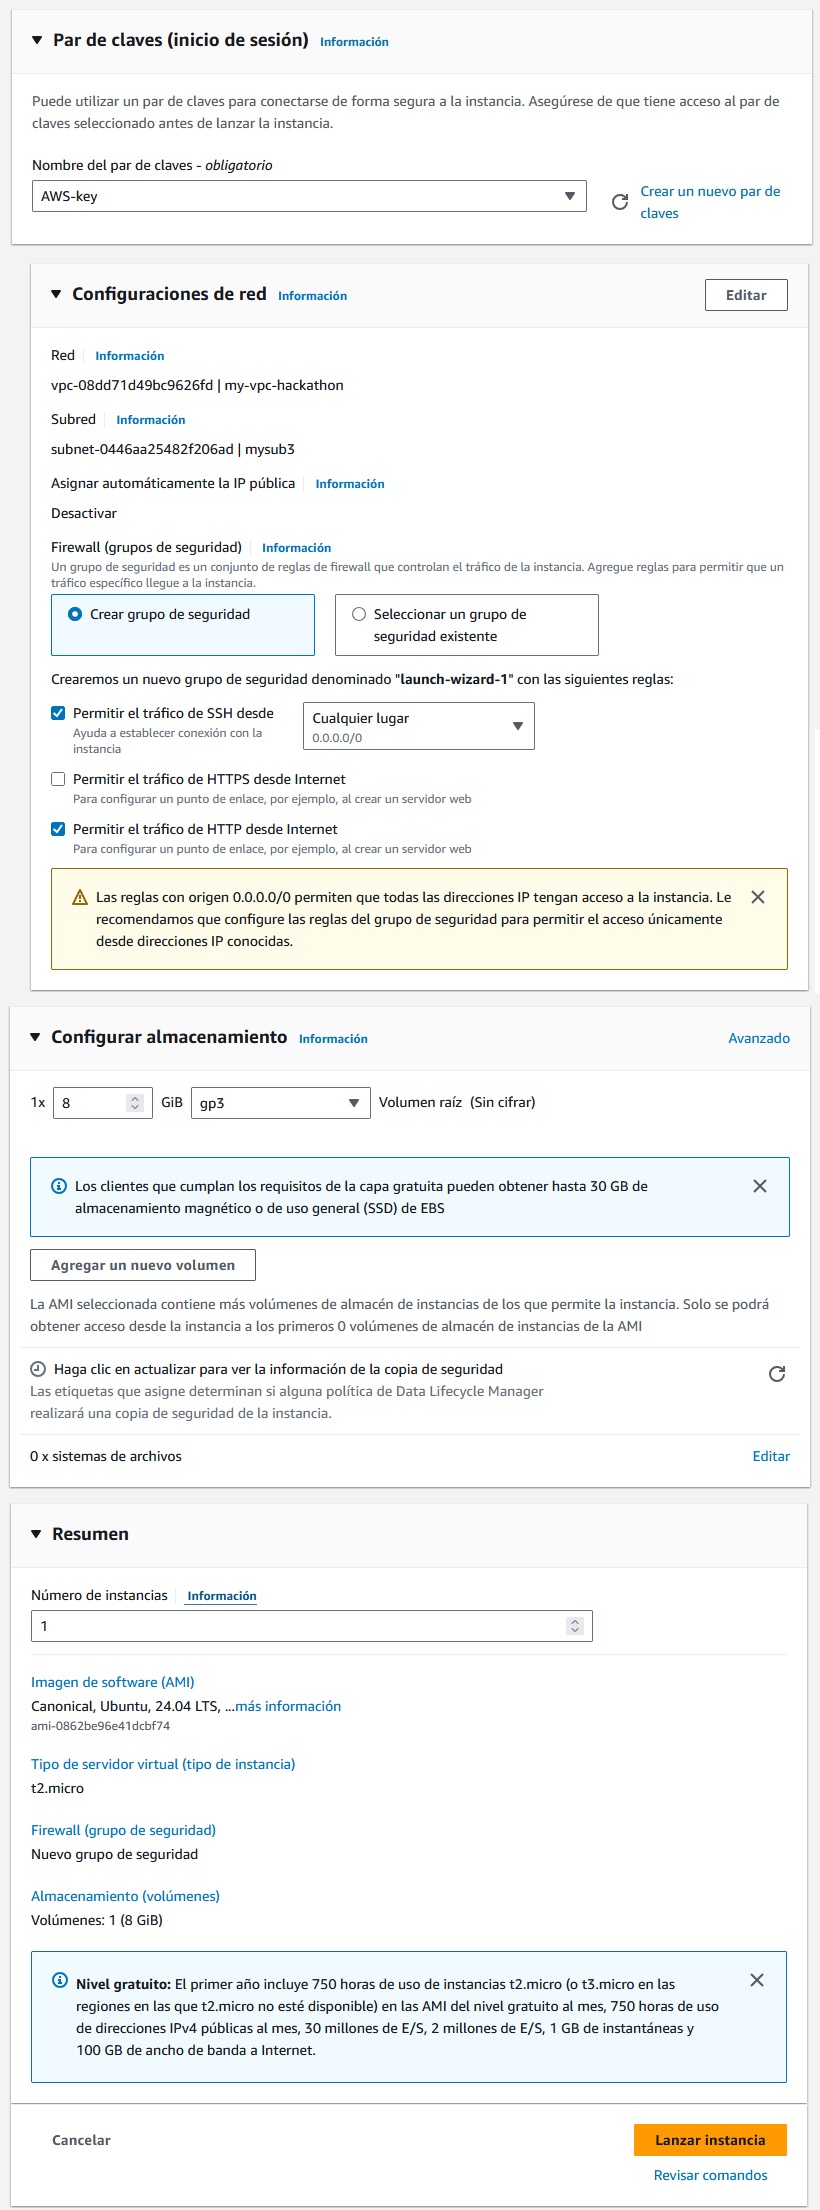 Par de claves (inicio de sesión) Información
Puede utilizar un par de claves para conectarse de forma segura a la instancia. Asegúrese de que tiene acceso al par de
claves seleccionado antes de lanzar la instancia.
Nombre del par de claves - obligatorio
AWS-key
Crear un nuevo par de
claves
Configuraciones de red Información
Editar
Red Información
vpc-08dd71d49bc9626fd | my-vpc-hackathon
Subred Información
subnet-0446aa25482f206ad | mysub3
Asignar automáticamente la IP pública Información
Desactivar
Firewall (grupos de seguridad) Información
Un grupo de seguridad es un conjunto de reglas de firewall que controlan el tráfico de la instancia. Agregue reglas para permitir que un
tráfico específico llegue a la instancia.
Crear grupo de seguridad
Seleccionar un grupo de
seguridad existente
Crearemos un nuevo grupo de seguridad denominado "launch-wizard-1" con las siguientes reglas:
Permitir el tráfico de SSH desde
Ayuda a establecer conexión con la
instancia
Cualquier lugar
0.0.0.0/0
Permitir el tráfico de HTTPS desde Internet
Para configurar un punto de enlace, por ejemplo, al crear un servidor web
Permitir el tráfico de HTTP desde Internet
Para configurar un punto de enlace, por ejemplo, al crear un servidor web
Las reglas con origen 0.0.0.0/0 permiten que todas las direcciones IP tengan acceso a la instancia. Le
recomendamos que configure las reglas del grupo de seguridad para permitir el acceso únicamente
desde direcciones IP conocidas.
Configurar almacenamiento Información
Avanzado
1x 8 GiB gp3 Volumen raíz (Sin cifrar)
Los clientes que cumplan los requisitos de la capa gratuita pueden obtener hasta 30 GB de
almacenamiento magnético o de uso general (SSD) de EBS
Agregar un nuevo volumen
La AMI seleccionada contiene más volúmenes de almacén de instancias de los que permite la instancia. Solo se podrá
obtener acceso desde la instancia a los primeros 0 volúmenes de almacén de instancias de la AMI
Haga clic en actualizar para ver la información de la copia de seguridad
Las etiquetas que asigne determinan si alguna política de Data Lifecycle Manager
realizará una copia de seguridad de la instancia.
0 x sistemas de archivos
Editar
Resumen
Número de instancias Información
1
Imagen de software (AMI)
Canonical, Ubuntu, 24.04 LTS, ...más información
ami-0862be96e41dcbf74
Tipo de servidor virtual (tipo de instancia)
t2.micro
Firewall (grupo de seguridad)
Nuevo grupo de seguridad
Almacenamiento (volúmenes)
Volúmenes: 1 (8 GiB)
Nivel gratuito: El primer año incluye 750 horas de uso de instancias t2.micro (o t3.micro en las
regiones en las que t2.micro no esté disponible) en las AMI del nivel gratuito al mes, 750 horas de uso
de direcciones IPv4 públicas al mes, 30 millones de E/S, 2 millones de E/S, 1 GB de instantáneas y
100 GB de ancho de banda a Internet.
Cancelar
Lanzar instancia
Revisar comandos